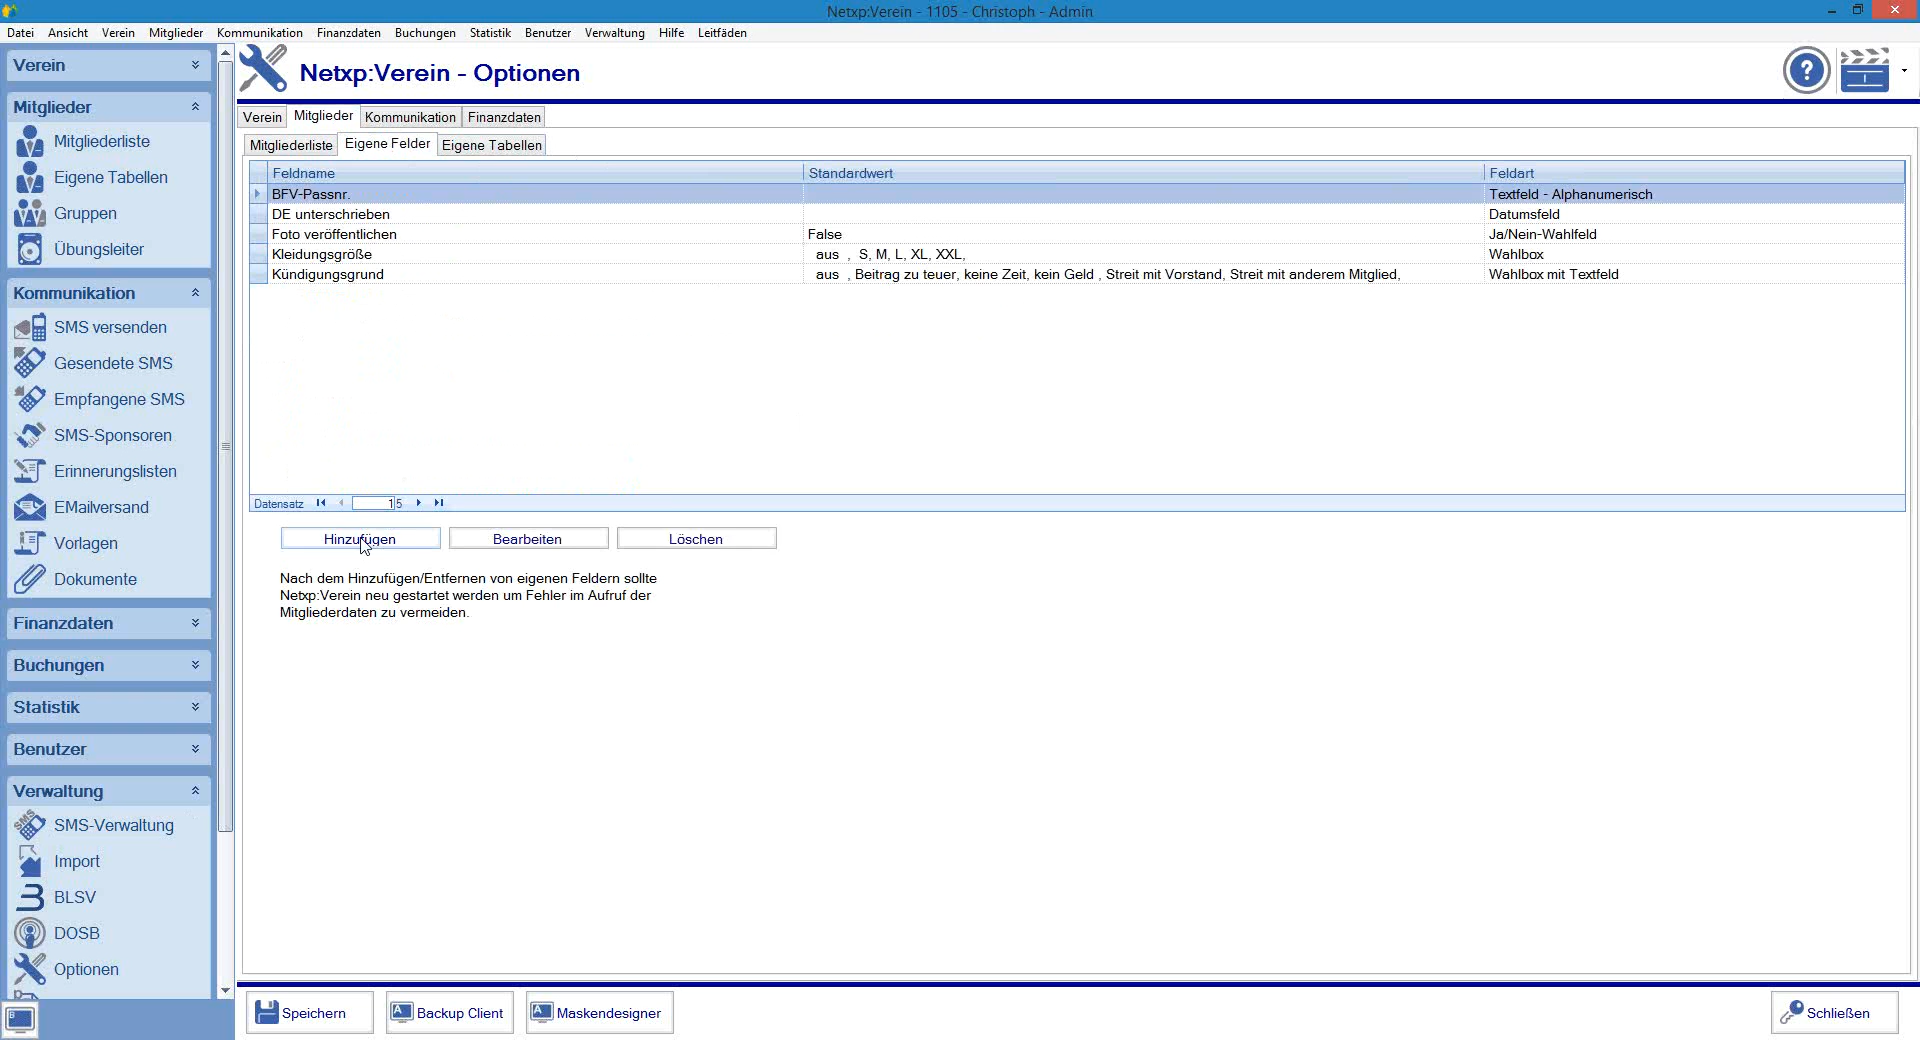 Netxp:Verein - 1105 - Christoph - Admin
Datei Ansicht Verein Mitglieder Kommunikation Finanzdaten Buchungen Statistik Benutzer Verwaltung Hilfe Leitfäden
Verein
Mitglieder
Mitgliederliste
Eigene Tabellen
Gruppen
Übungsleiter
Kommunikation
SMS versenden
Gesendete SMS
Empfangene SMS
SMS-Sponsoren
Erinnerungslisten
EMailversand
Vorlagen
Dokumente
Finanzdaten
Buchungen
Statistik
Benutzer
Verwaltung
SMS-Verwaltung
Import
BLSV
DOSB
Optionen
Netxp:Verein - Optionen
Verein Mitglieder Kommunikation Finanzdaten
Mitgliederliste Eigene Felder Eigene Tabellen
Feldname Standardwert Feldart
BFV-Passnr. Textfeld - Alphanumerisch
DE unterschrieben Datumsfeld
Foto veröffentlichen False Ja/Nein-Wahlfeld
Kleidungsgröße aus , S, M, L, XL, XXL, Wahlbox
Kündigungsgrund aus , Beitrag zu teuer, keine Zeit, kein Geld , Streit mit Vorstand, Streit mit anderem Mitglied, Wahlbox mit Textfeld
Datensatz 1 5
Hinzufügen Bearbeiten Löschen
Nach dem Hinzufügen/Entfernen von eigenen Feldern sollte
Netxp:Verein neu gestartet werden um Fehler im Aufruf der
Mitgliederdaten zu vermeiden.
Speichern Backup Client Maskendesigner Schließen